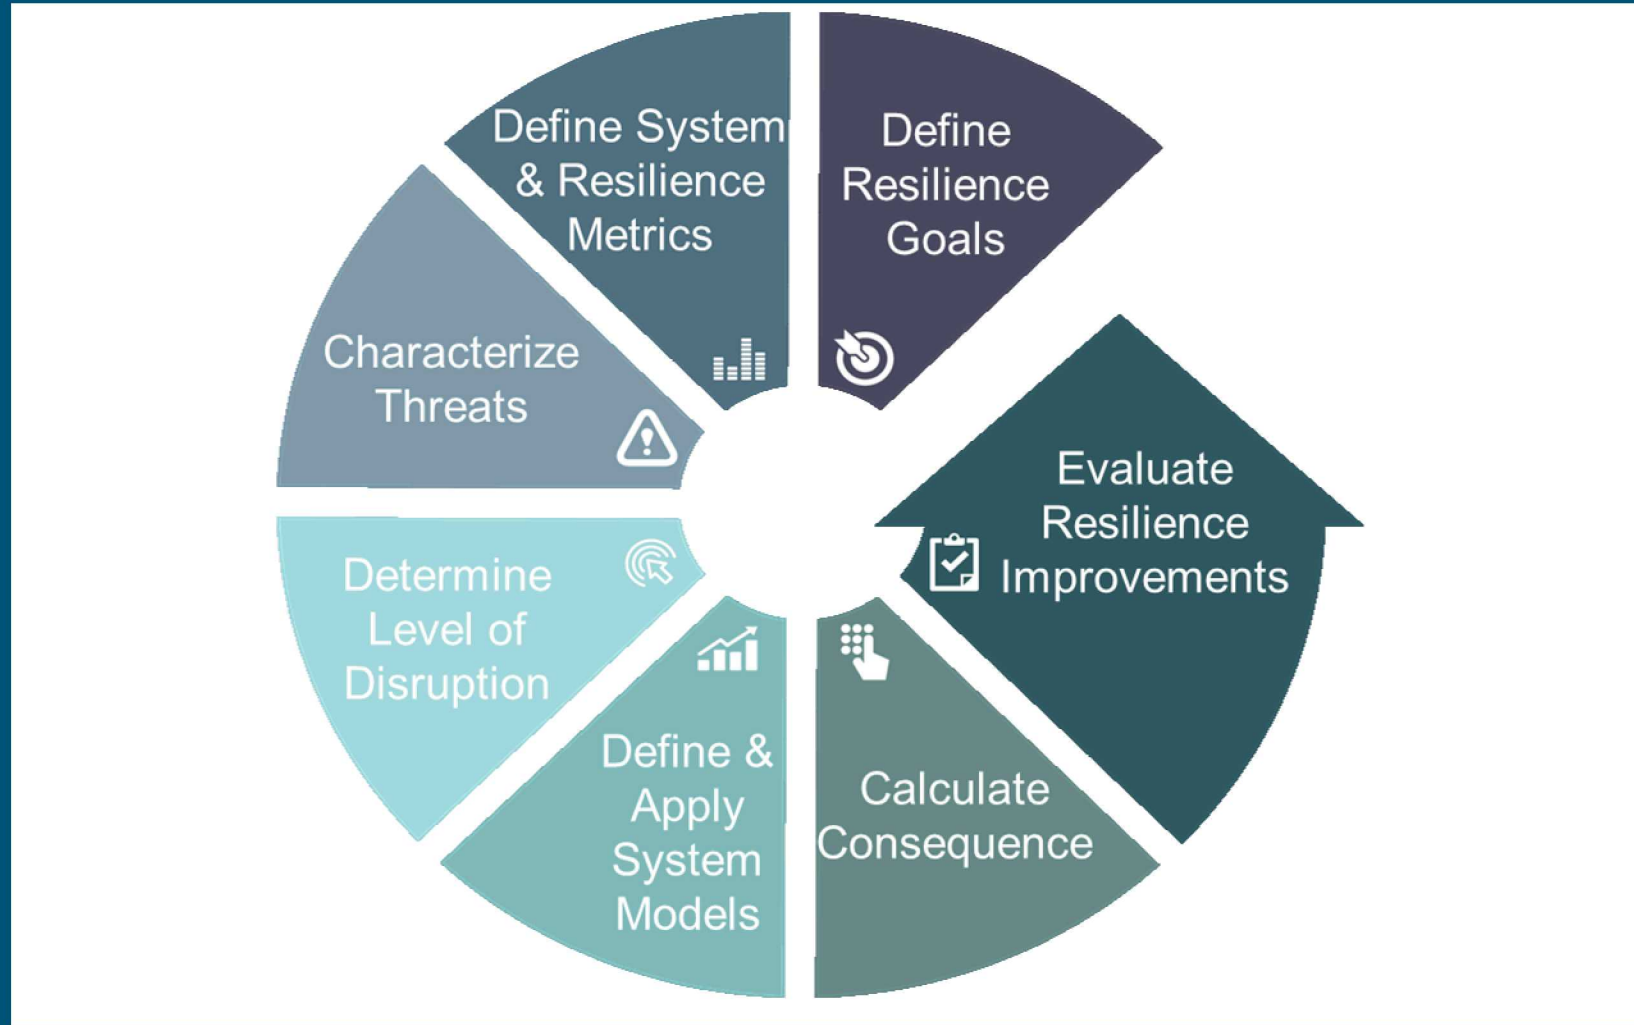 Define
Resilience
Goals
Define System
& Resilience
Metrics
Characterize
Threats
Determine
Level of
Disruption
Define &
Apply
System
Models
Calculate
Consequence
Evaluate
Resilience
Improvements